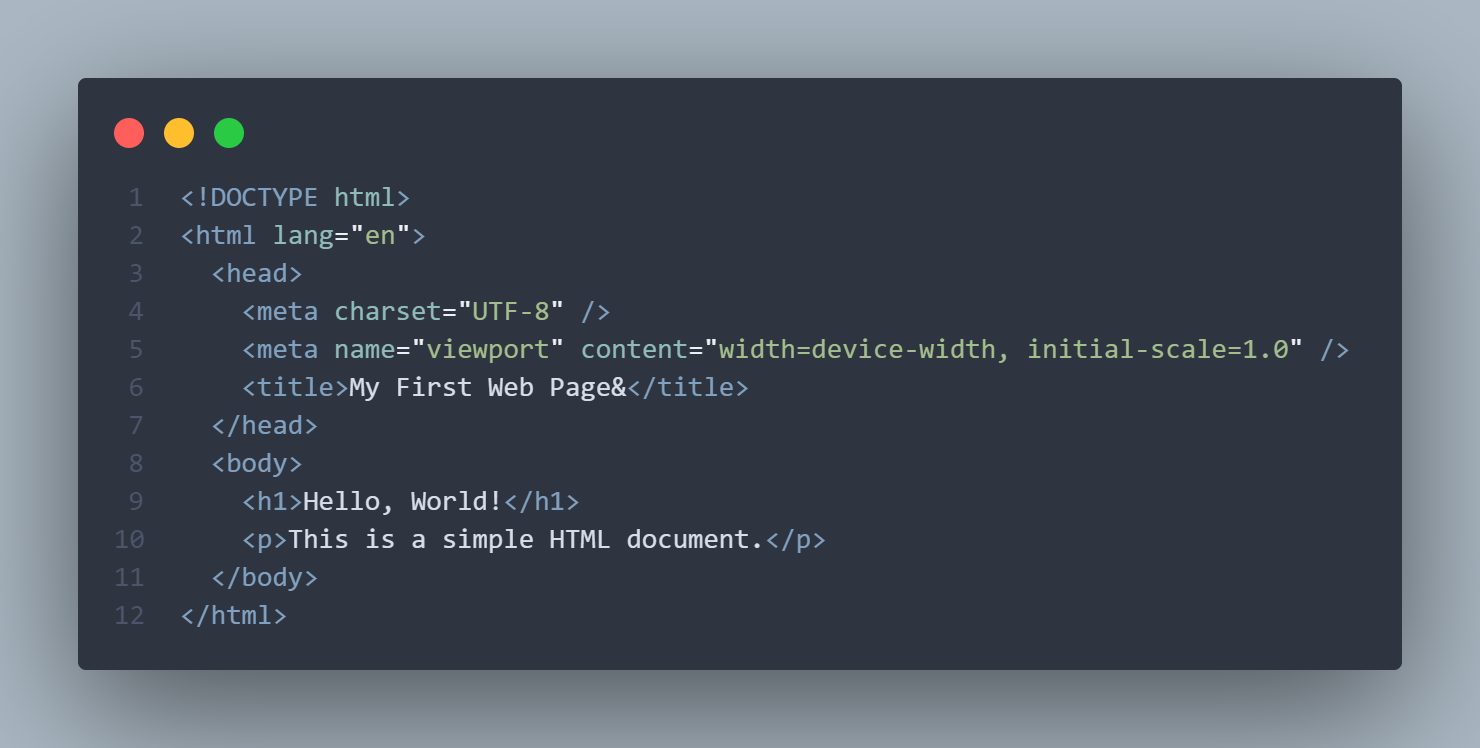 1 <!DOCTYPE html>
2 <html lang="en">
3   <head>
4     <meta charset="UTF-8" />
5     <meta name="viewport" content="width=device-width, initial-scale=1.0" />
6     <title>My First Web Page&</title>
7   </head>
8   <body>
9     <h1>Hello, World!</h1>
10     <p>This is a simple HTML document.</p>
11   </body>
12 </html>